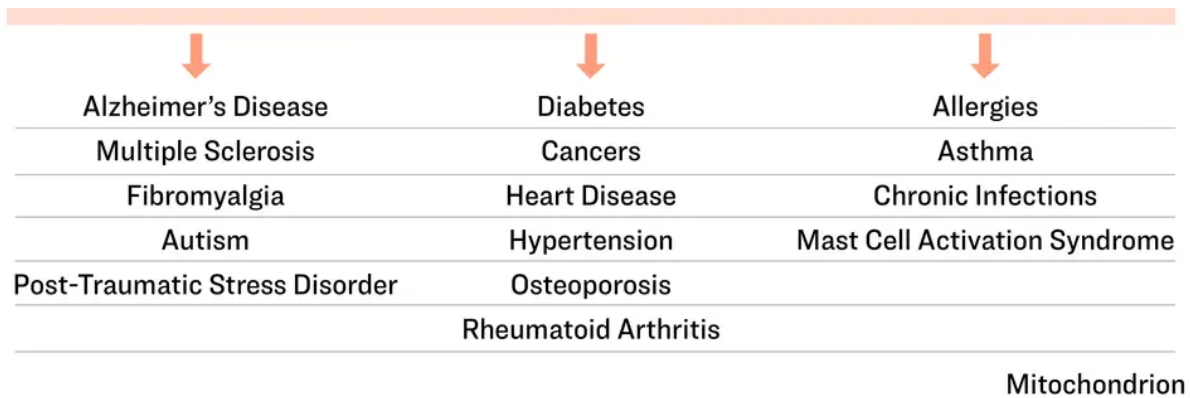 Alzheimer’s Disease Diabetes Allergies
Multiple Sclerosis Cancers Asthma
Fibromyalgia Heart Disease Chronic Infections
Autism Hypertension Mast Cell Activation Syndrome
Post-Traumatic Stress Disorder Osteoporosis
Rheumatoid Arthritis
Mitochondrion